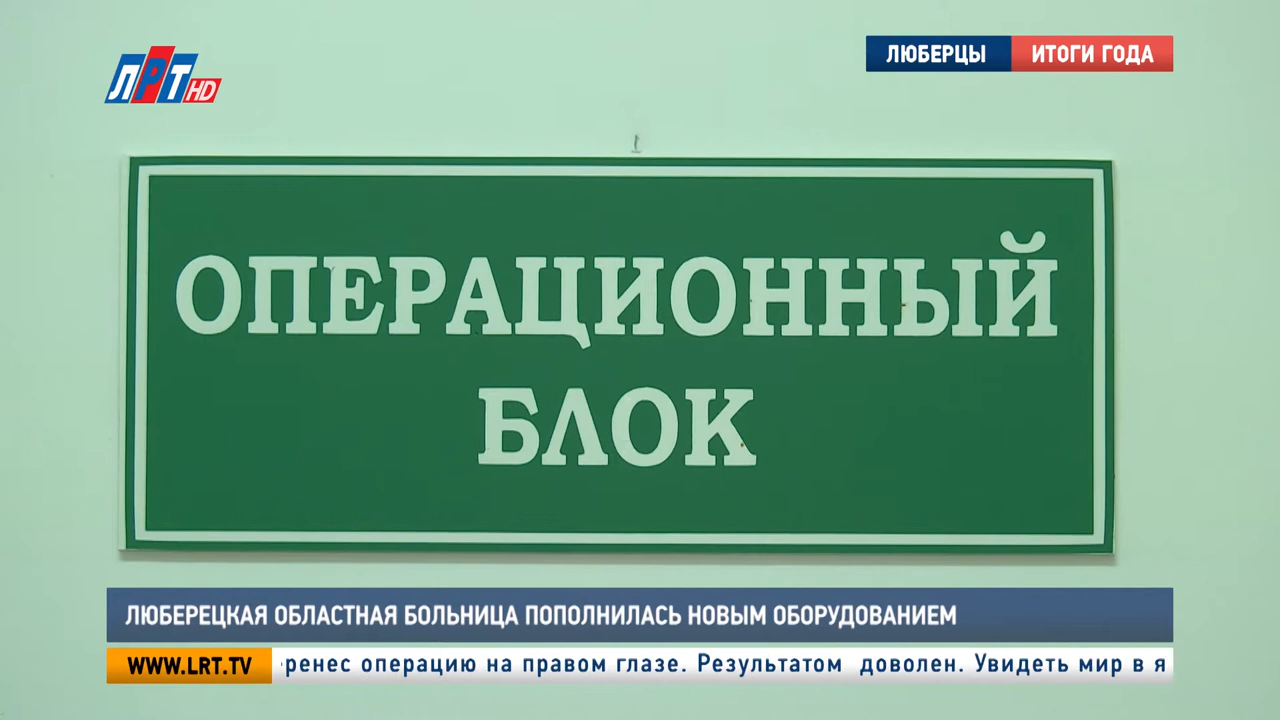 ЛРТ HD
ЛЮБЕРЦЫ ИТОГИ ГОДА
ОПЕРАЦИОННЫЙ
БЛОК
ЛЮБЕРЕЦКАЯ ОБЛАСТНАЯ БОЛЬНИЦА ПОПОЛНИЛАСЬ НОВЫМ ОБОРУДОВАНИЕМ
WWW.LRT.TV ренес операцию на правом глазе. Результатом доволен. Увидеть мир в я